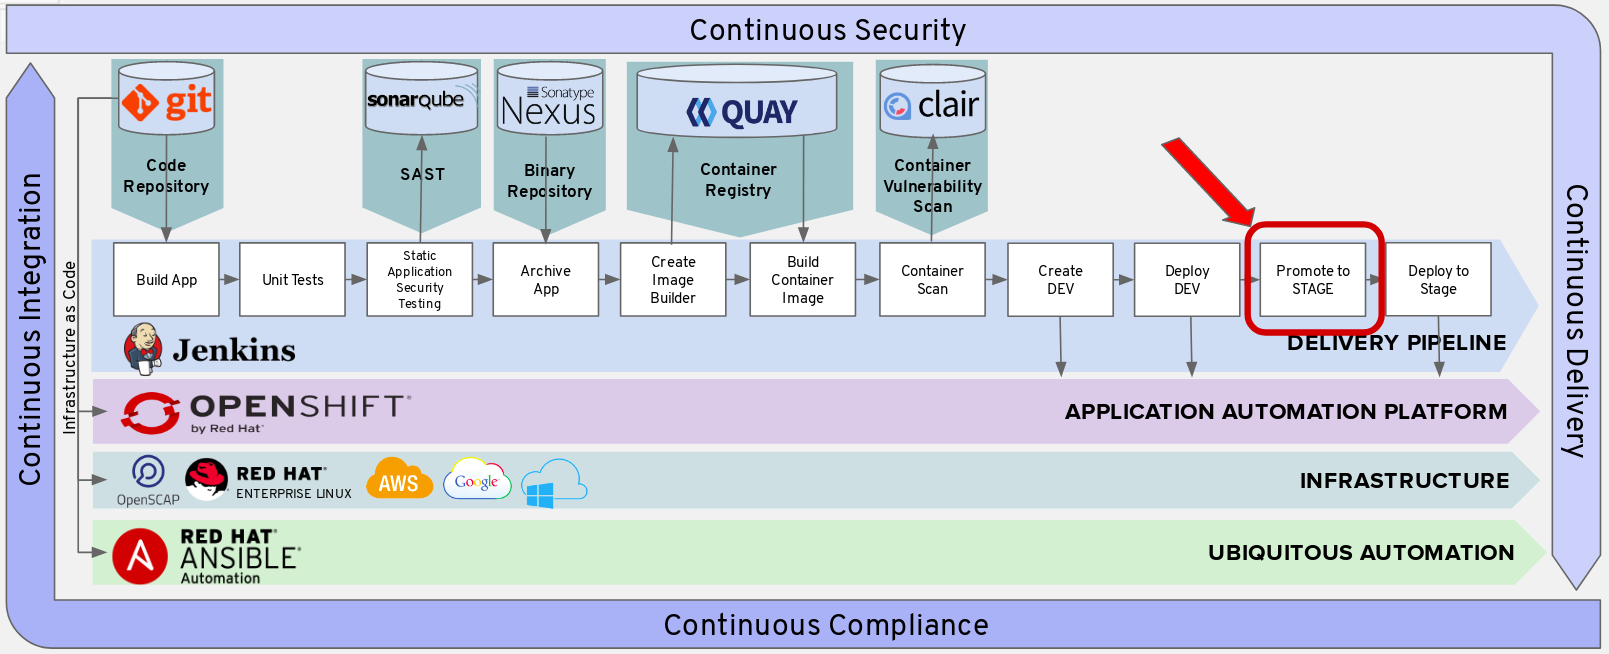 Continuous Security
git
sonarqube
Sonatype
Nexus
QUAY
clair
Code
Repository
SAST
Binary
Repository
Container
Registry
Container
Vulnerability
Scan
Build App
Unit Tests
Static
Application
Security
Testing
Archive
App
Create
Image
Builder
Build
Container
Image
Container
Scan
Create
DEV
Deploy
DEV
Promote to
STAGE
Deploy to
Stage
Jenkins
DELIVERY PIPELINE
OPENSHIFT®
by Red Hat®
APPLICATION AUTOMATION PLATFORM
OpenSCAP
RED HAT®
ENTERPRISE LINUX
AWS
Google
INFRASTRUCTURE
A
RED HAT®
ANSIBLE®
Automation
UBIQUITOUS AUTOMATION
Continuous Integration
Infrastructure as Code
Continuous Delivery
Continuous Compliance